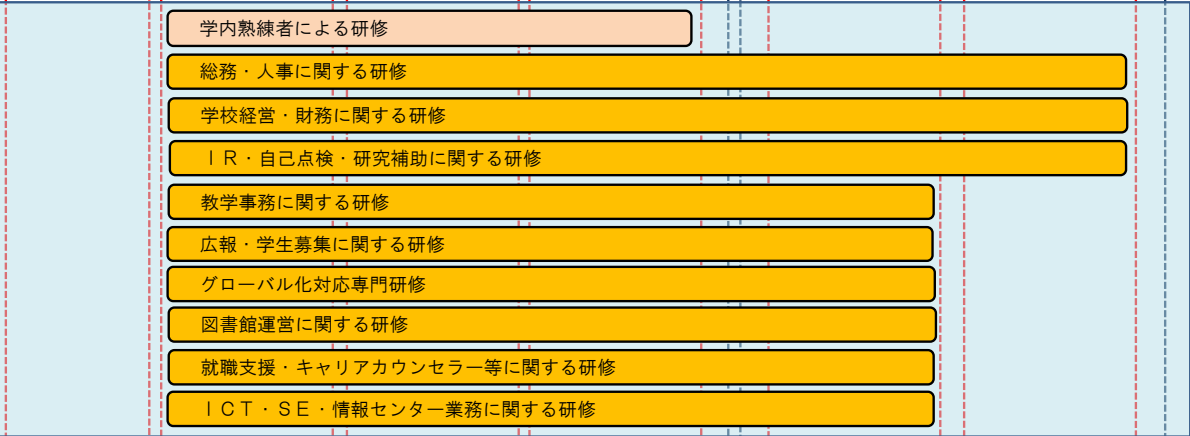 学内熟練者による研修
総務・人事に関する研修
学校経営・財務に関する研修
ＩＲ・自己点検・研究補助に関する研修
教学事務に関する研修
広報・学生募集に関する研修
グローバル化対応専門研修
図書館運営に関する研修
就職支援・キャリアカウンセラー等に関する研修
ＩＣＴ・ＳＥ・情報センター業務に関する研修